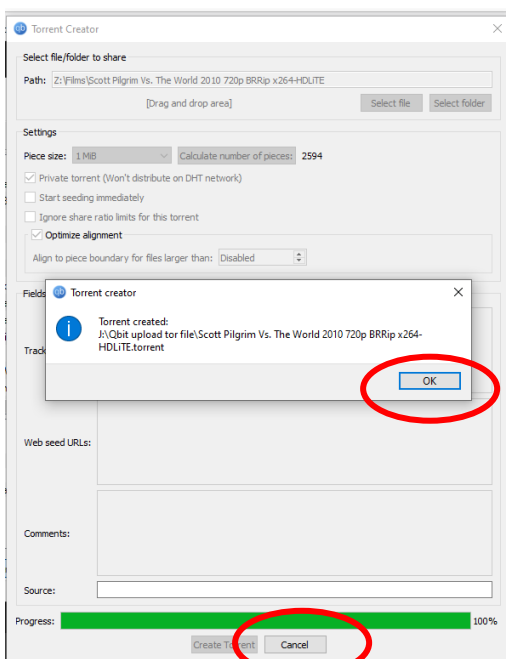 Torrent Creator
Select file/folder to share
Path: Z:\Films\Scott Pilgrim Vs. The World 2010 720p BRRip x264-HDLiTE
[Drag and drop area] Select file Select folder
Settings
Piece size: 1 MiB Calculate number of pieces: 2594
Private torrent (Won't distribute on DHT network)
Start seeding immediately
Ignore share ratio limits for this torrent
Optimize alignment
Align to piece boundary for files larger than: Disabled
Fields
Torrent creator
Torrent created:
J:\Qbit upload tor file\Scott Pilgrim Vs. The World 2010 720p BRRip x264-
HDLiTE.torrent
Track
OK
Web seed URLs:
Comments:
Source:
Progress: 100%
Create Torrent Cancel